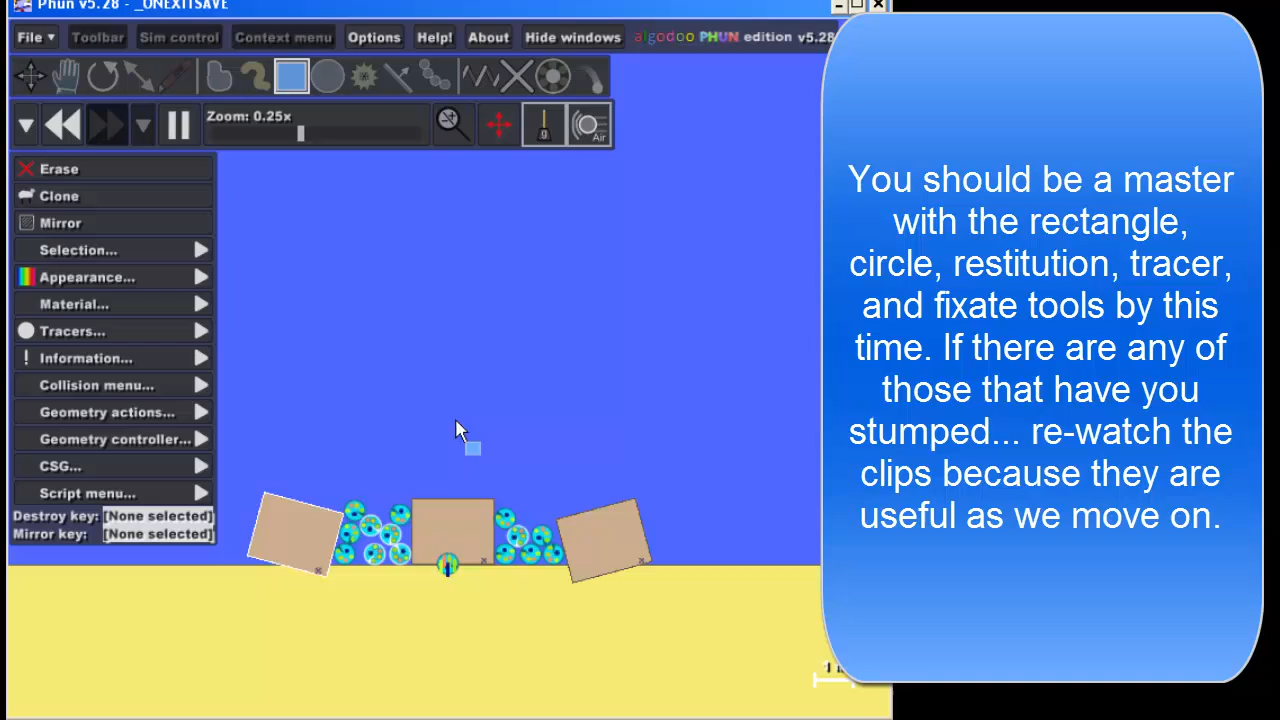 Phun v5.28 - _ONEXITSAVE
File Toolbar Sim control Context menu Options Help! About Hide windows algodoo PHUN edition v5.28
Zoom: 0.25x
g
Air
Erase
Clone
Mirror
Selection...
Appearance...
Material...
Tracers...
Information...
Collision menu...
Geometry actions...
Geometry controller...
CSG...
Script menu...
Destroy key: [None selected]
Mirror key: [None selected]
You should be a master
with the rectangle,
circle, restitution, tracer,
and fixate tools by this
time. If there are any of
those that have you
stumped... re-watch the
clips because they are
useful as we move on.